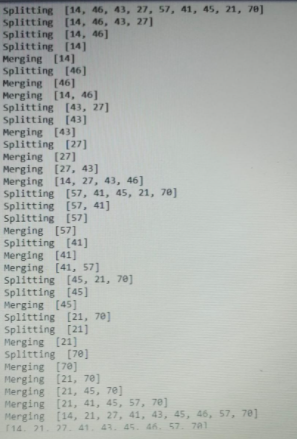 Splitting [14, 46, 43, 27, 57, 41, 45, 21, 70]
Splitting [14, 46, 43, 27]
Splitting [14, 46]
Splitting [14]
Merging [14]
Splitting [46]
Merging [46]
Merging [14, 46]
Splitting [43, 27]
Splitting [43]
Merging [43]
Splitting [27]
Merging [27]
Merging [27, 43]
Merging [14, 27, 43, 46]
Splitting [57, 41, 45, 21, 70]
Splitting [57, 41]
Splitting [57]
Merging [57]
Splitting [41]
Merging [41]
Merging [41, 57]
Splitting [45, 21, 70]
Splitting [45]
Merging [45]
Splitting [21, 70]
Splitting [21]
Merging [21]
Splitting [70]
Merging [70]
Merging [21, 70]
Merging [21, 45, 70]
Merging [21, 41, 45, 57, 70]
Merging [14, 21, 27, 41, 43, 45, 46, 57, 70]
[14, 21, 27, 41, 43, 45, 46, 57, 70]